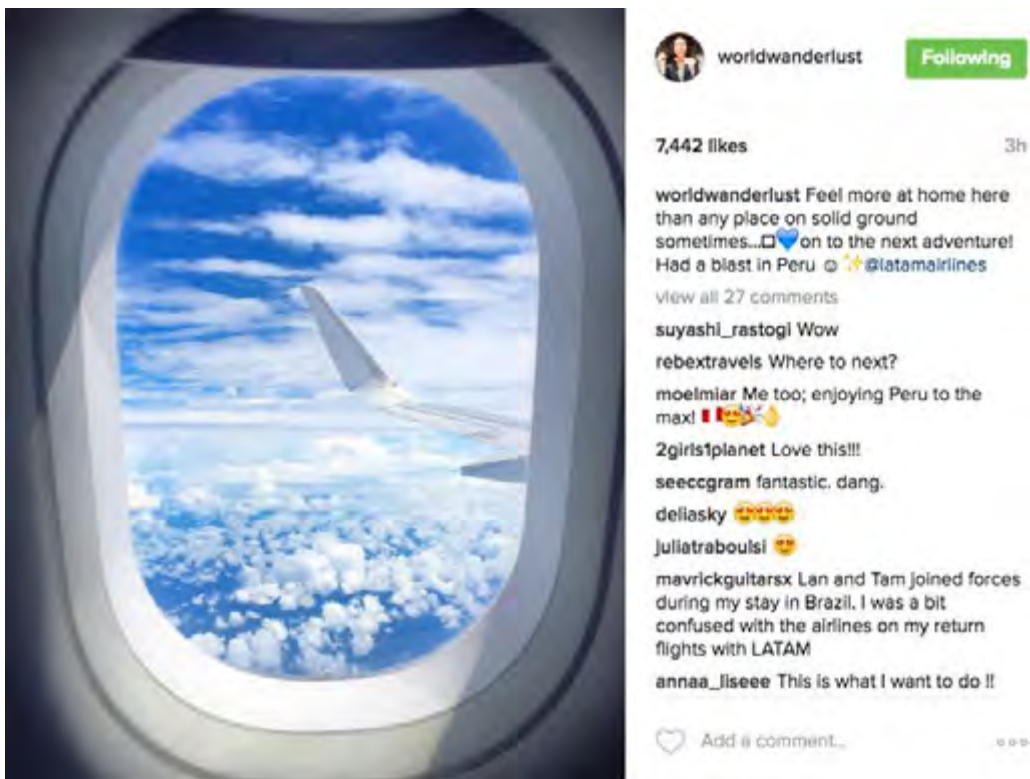 worldwanderlust
Following
7,442 likes
3h
worldwanderlust Feel more at home here
than any place on solid ground
sometimes...□💙on to the next adventure!
Had a blast in Peru ☺ ✨@latamairlines
view all 27 comments
suyashi_rastogi Wow
rebextravels Where to next?
moelmiar Me too; enjoying Peru to the
max! 🇵🇪😍🎉👌
2girls1planet Love this!!!
seeccgram fantastic. dang.
deliasky 😍😍😍
juliatraboulsi 😍
mavrickguitarsx Lan and Tam joined forces
during my stay in Brazil. I was a bit
confused with the airlines on my return
flights with LATAM
annaa_liseee This is what I want to do !!
Add a comment...